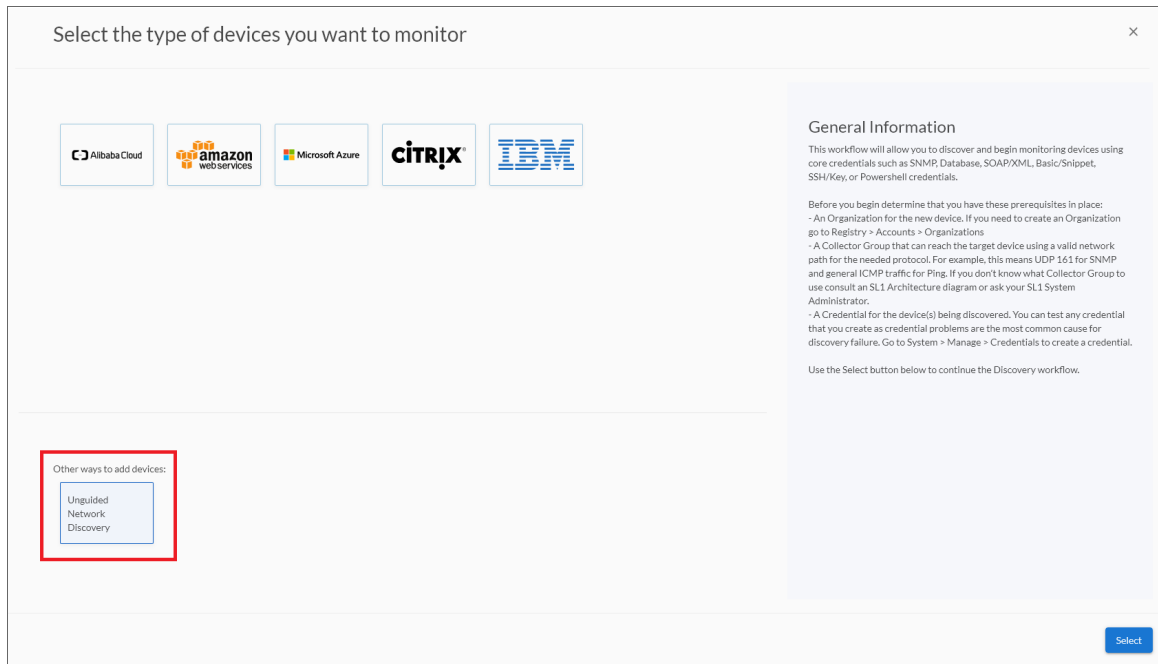 Select the type of devices you want to monitor
Alibaba Cloud
amazon
webservices
Microsoft Azure
CİTRIX®
IBM
General Information
This workflow will allow you to discover and begin monitoring devices using
core credentials such as SNMP, Database, SOAP/XML, Basic/Snippet,
SSH/Key, or Powershell credentials.
Before you begin determine that you have these prerequisites in place:
- An Organization for the new device. If you need to create an Organization
go to Registry > Accounts > Organizations
- A Collector Group that can reach the target device using a valid network
path for the needed protocol. For example, this means UDP 161 for SNMP
and general ICMP traffic for Ping. If you don't know what Collector Group to
use consult an SL1 Architecture diagram or ask your SL1 System
Administrator.
- A Credential for the device(s) being discovered. You can test any credential
that you create as credential problems are the most common cause for
discovery failure. Go to System > Manage > Credentials to create a credential.
Use the Select button below to continue the Discovery workflow.
Other ways to add devices:
Unguided
Network
Discovery
Select